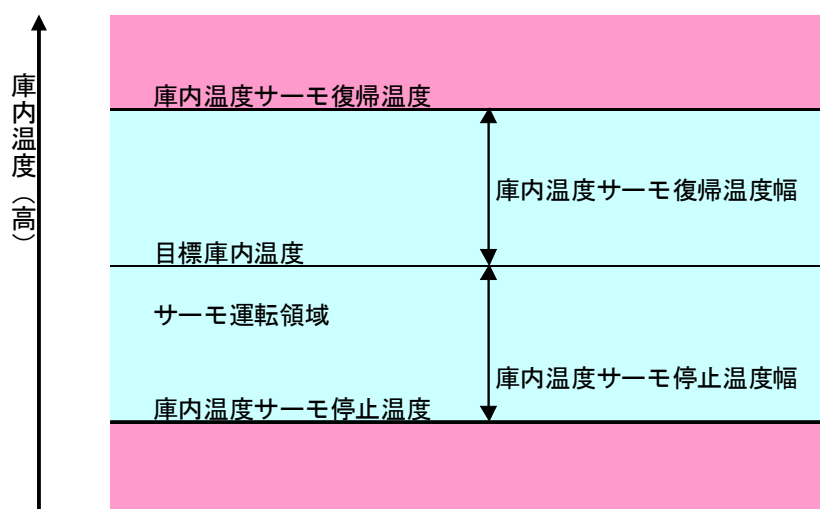 庫内温度（高）
庫内温度サーモ復帰温度
庫内温度サーモ復帰温度幅
目標庫内温度
サーモ運転領域
庫内温度サーモ停止温度幅
庫内温度サーモ停止温度